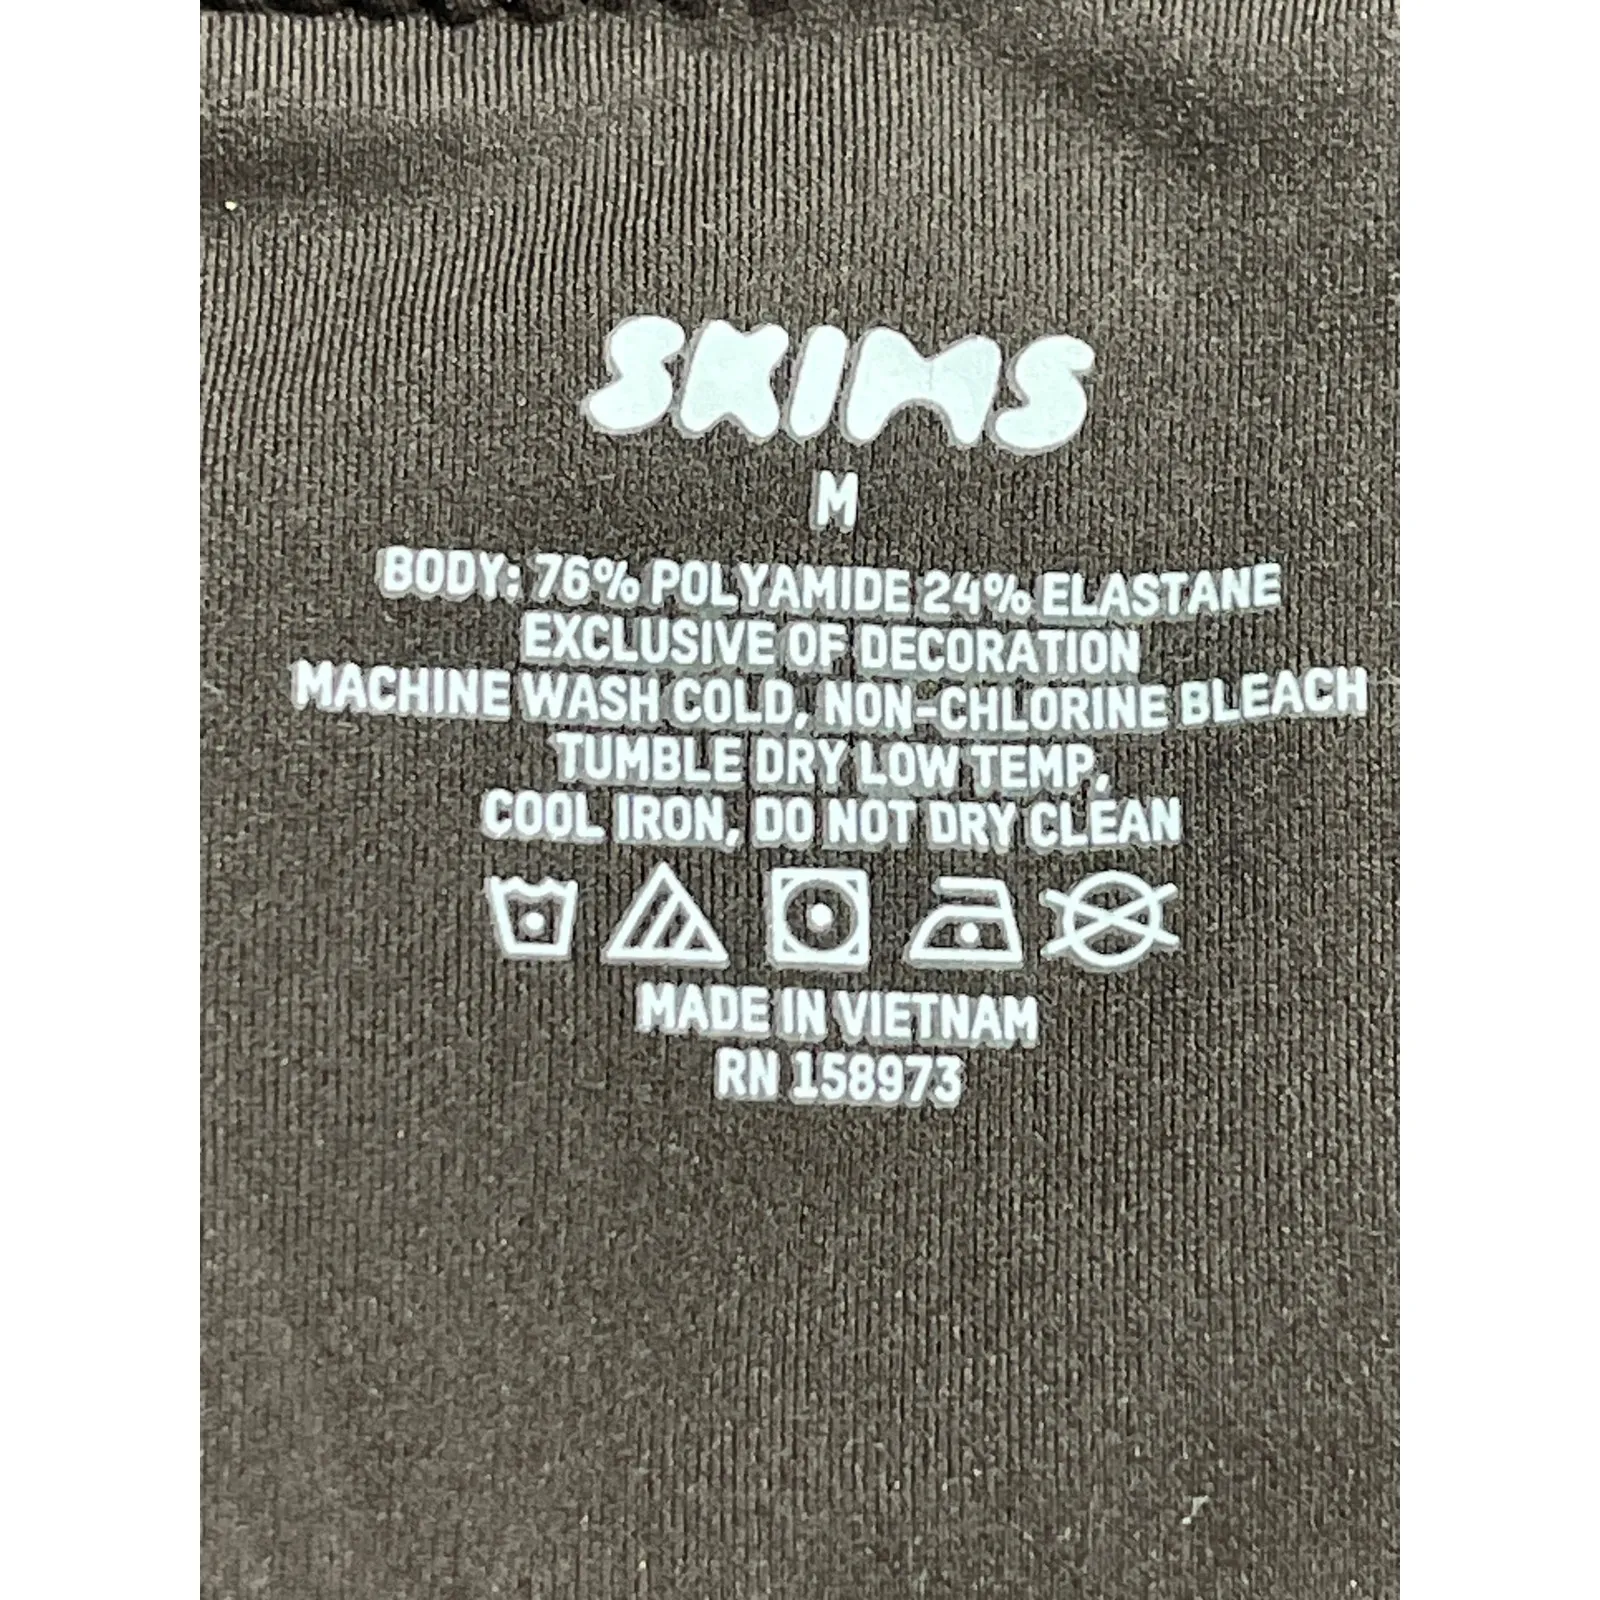 SKIMS
M
BODY: 76% POLYAMIDE 24% ELASTANE
EXCLUSIVE OF DECORATION
MACHINE WASH COLD, NON-CHLORINE BLEACH
TUMBLE DRY LOW TEMP,
COOL IRON, DO NOT DRY CLEAN
MADE IN VIETNAM
RN 158973